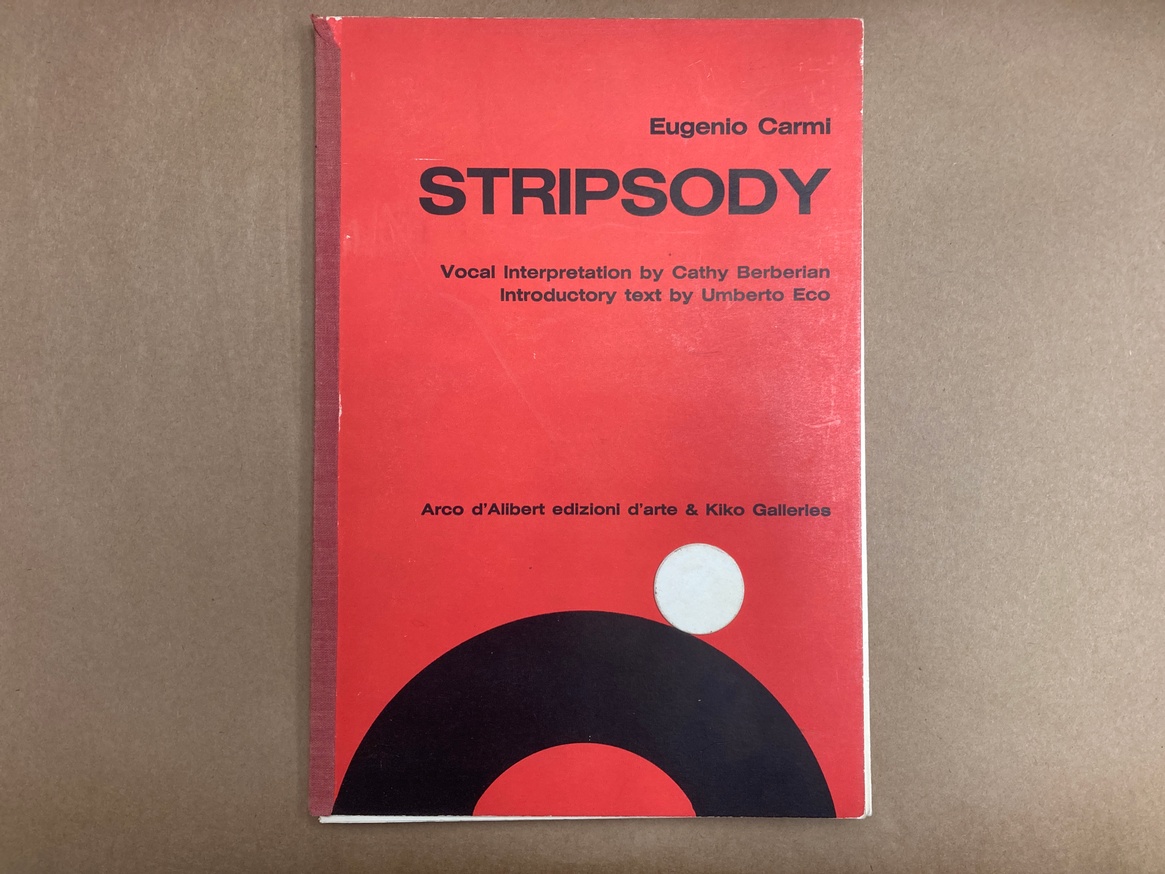 Eugenio Carmi
STRIPSODY
Vocal Interpretation by Cathy Berberian
Introductory text by Umberto Eco
Arco d'Alibert edizioni d'arte & Kiko Galleries